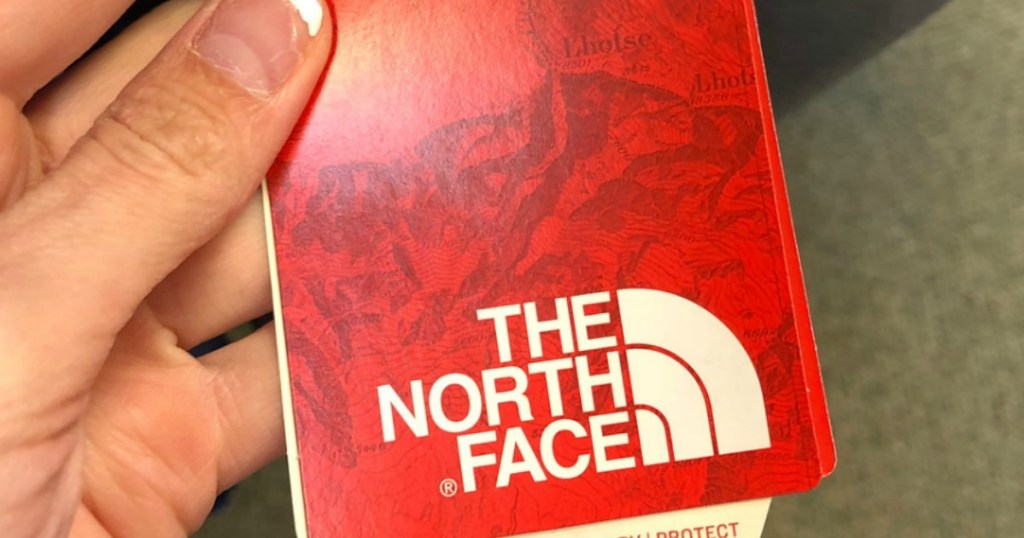 Lhotse
THE
NORTH
FACE
®
PROTECT